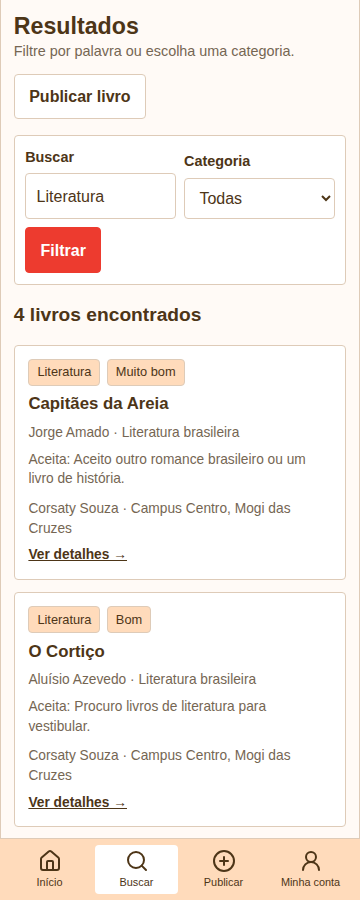 Resultados
Filtre por palavra ou escolha uma categoria.
Publicar livro
Buscar
Categoria
Literatura
Todas
Filtrar
4 livros encontrados
Literatura
Muito bom
Capitães da Areia
Jorge Amado · Literatura brasileira
Aceita: Aceito outro romance brasileiro ou um
livro de história.
Corsaty Souza · Campus Centro, Mogi das
Cruzes
Ver detalhes →
Literatura
Bom
O Cortiço
Aluísio Azevedo · Literatura brasileira
Aceita: Procuro livros de literatura para
vestibular.
Corsaty Souza · Campus Centro, Mogi das
Cruzes
Ver detalhes →
Início
Buscar
Publicar
Minha conta